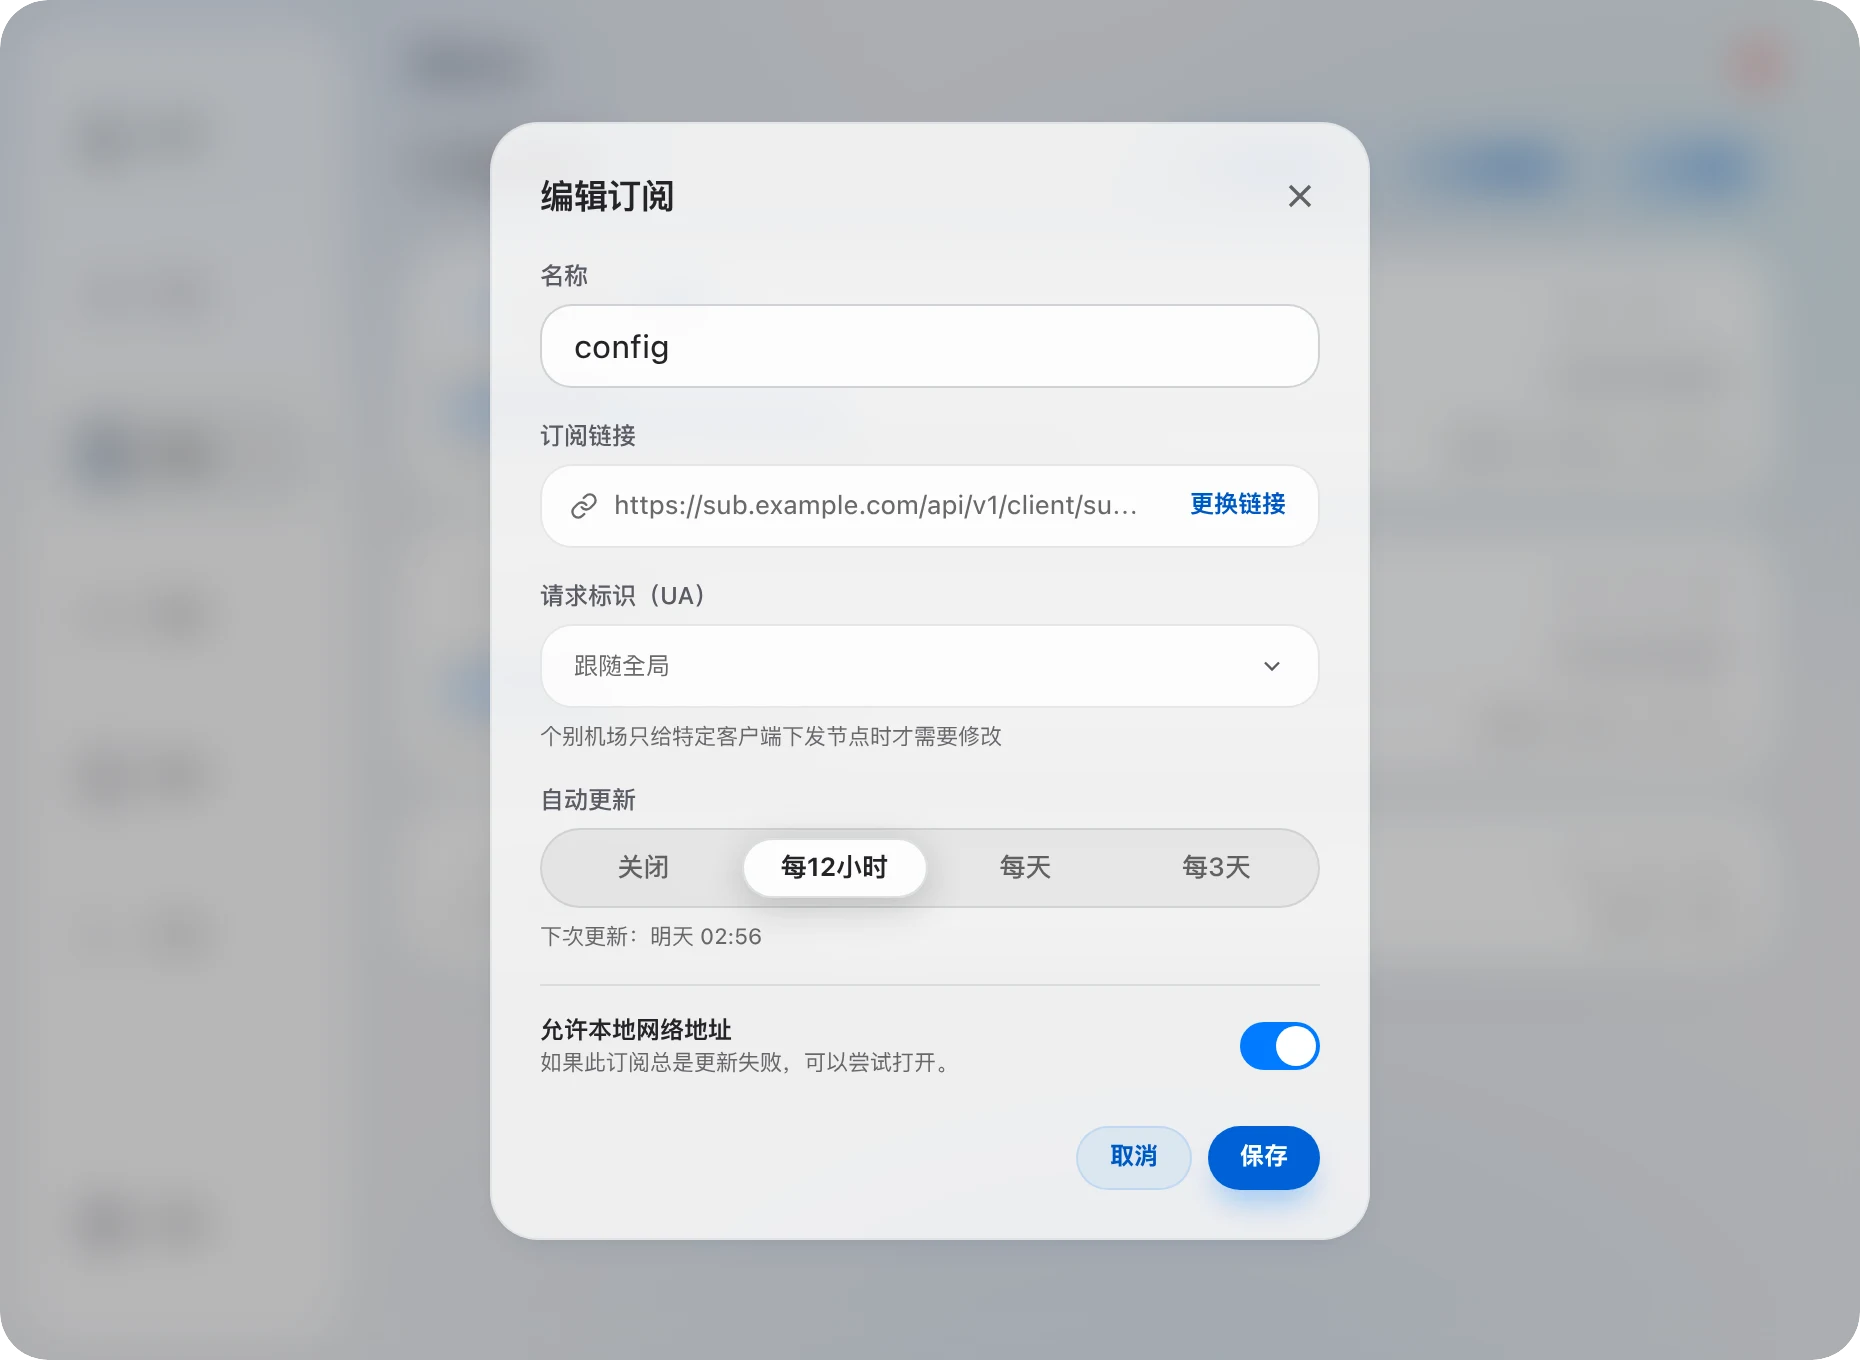 编辑订阅
名称
config
订阅链接
https://sub.example.com/api/v1/client/su...
更换链接
请求标识（UA）
跟随全局
个别机场只给特定客户端下发节点时才需要修改
自动更新
关闭
每12小时
每天
每3天
下次更新：明天 02:56
允许本地网络地址
如果此订阅总是更新失败，可以尝试打开。
取消
保存